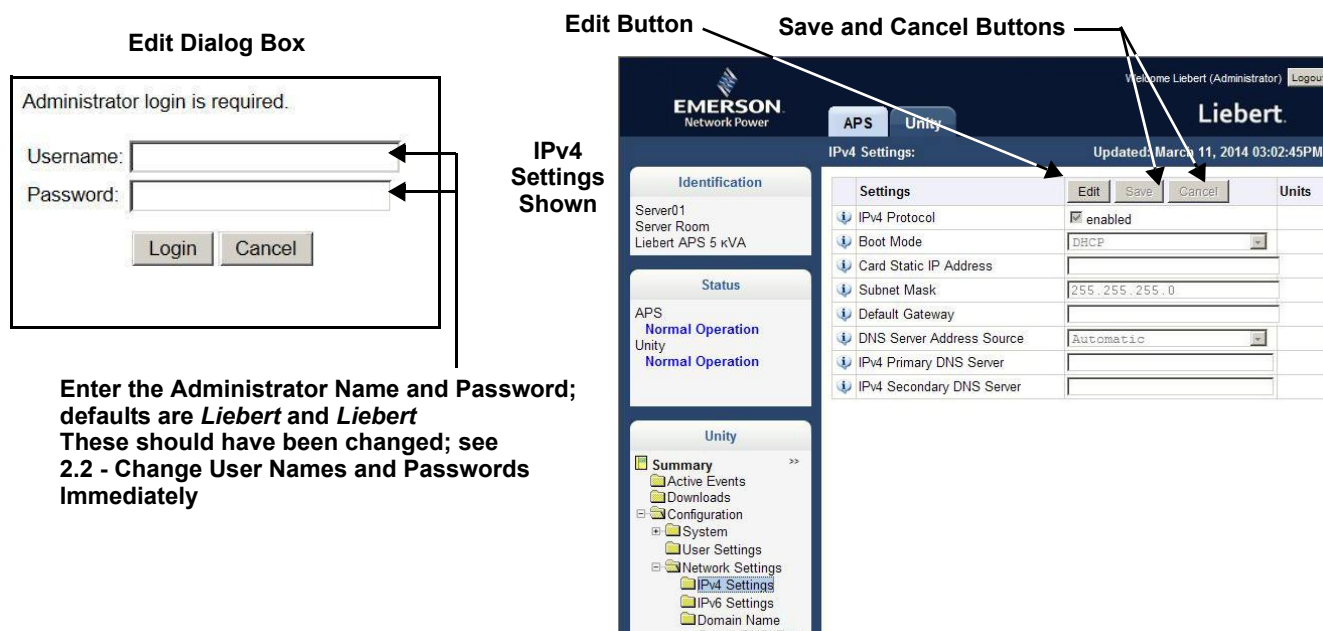 Edit Dialog Box
Administrator login is required.
Username:
Password:
Login Cancel
Enter the Administrator Name and Password;
defaults are Liebert and Liebert
These should have been changed; see
2.2 - Change User Names and Passwords
Immediately
Edit Button
Save and Cancel Buttons
IPv4
Settings
Shown
EMERSON
Network Power
Welcome Liebert (Administrator) Logout
APS Unity
Liebert.
IPv4 Settings: Updated: March 11, 2014 03:02:45PM
Identification
Server01
Server Room
Liebert APS 5 кVA
Status
APS
Normal Operation
Unity
Normal Operation
Unity
Summary >>
Active Events
Downloads
Configuration
System
User Settings
Network Settings
IPv4 Settings
IPv6 Settings
Domain Name
Settings Edit Save Cancel Units
IPv4 Protocol enabled
Boot Mode DHCP
Card Static IP Address
Subnet Mask 255.255.255.0
Default Gateway
DNS Server Address Source Automatic
IPv4 Primary DNS Server
IPv4 Secondary DNS Server